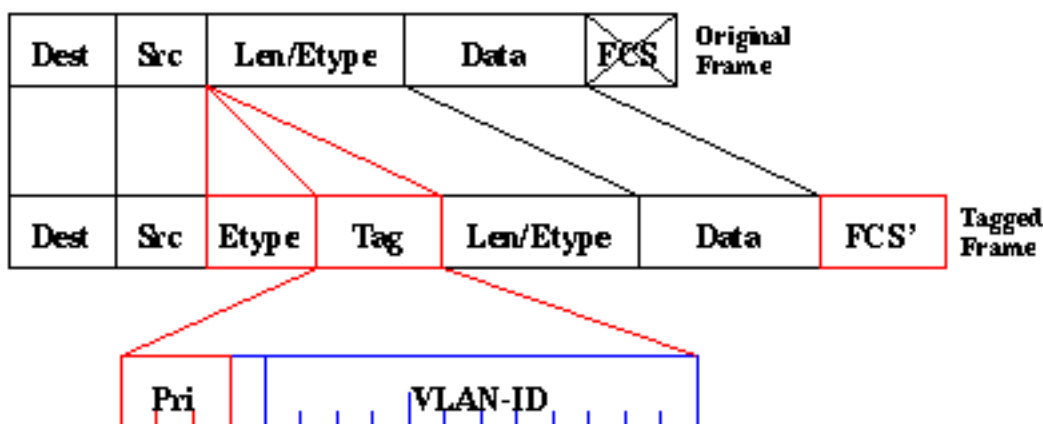 Dest Src Len/Etype Data FCS Original
Frame
Dest Src Etype Tag Len/Etype Data FCS' Tagged
Frame
Pri VLAN-ID